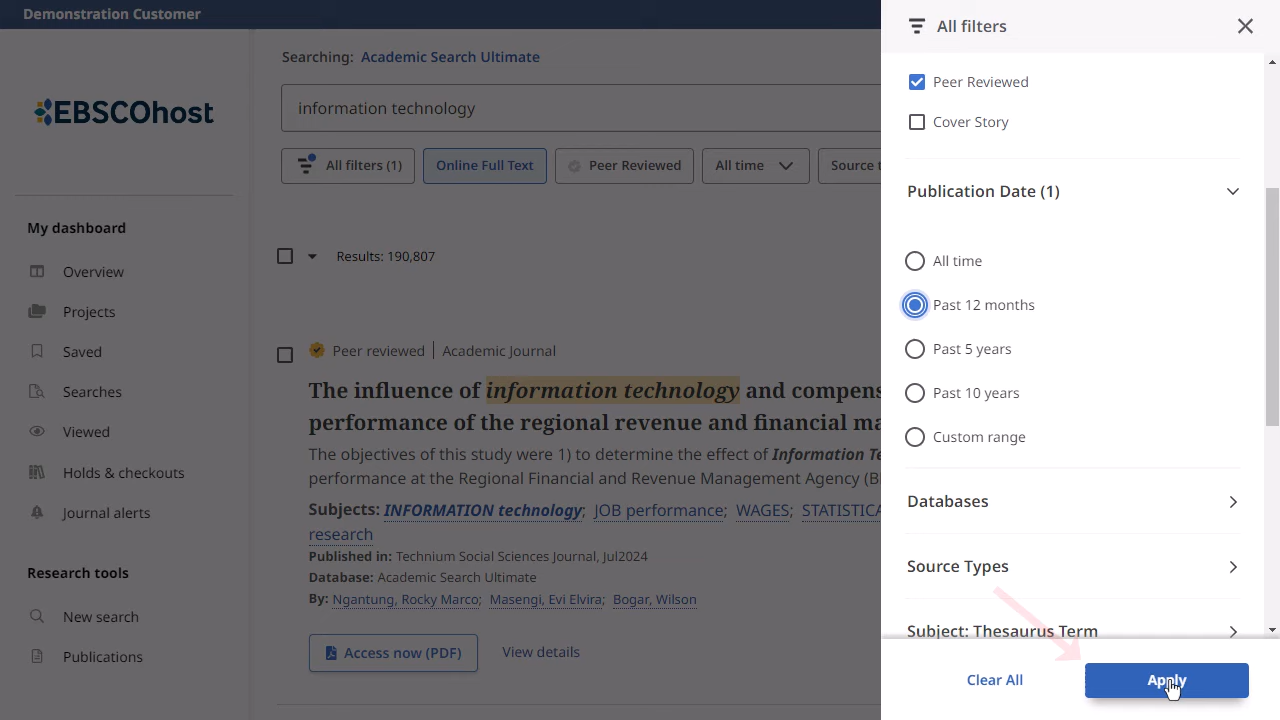 Demonstration Customer
EBSCOhost
My dashboard
Overview
Projects
Saved
Searches
Viewed
Holds & checkouts
Journal alerts
Research tools
New search
Publications
Searching: Academic Search Ultimate
information technology
All filters (1)
Online Full Text
Peer Reviewed
All time
Source t
Results: 190,807
Peer reviewed | Academic Journal
The influence of information technology and compens
performance of the regional revenue and financial ma
The objectives of this study were 1) to determine the effect of Information Te
performance at the Regional Financial and Revenue Management Agency (B
Subjects: INFORMATION technology; JOB performance; WAGES; STATISTICA
research
Published in: Technium Social Sciences Journal, Jul2024
Database: Academic Search Ultimate
By: Ngantung, Rocky Marco; Masengi, Evi Elvira; Bogar, Wilson
Access now (PDF)
View details
All filters
Peer Reviewed
Cover Story
Publication Date (1)
All time
Past 12 months
Past 5 years
Past 10 years
Custom range
Databases
Source Types
Subject: Thesaurus Term
Clear All
Apply